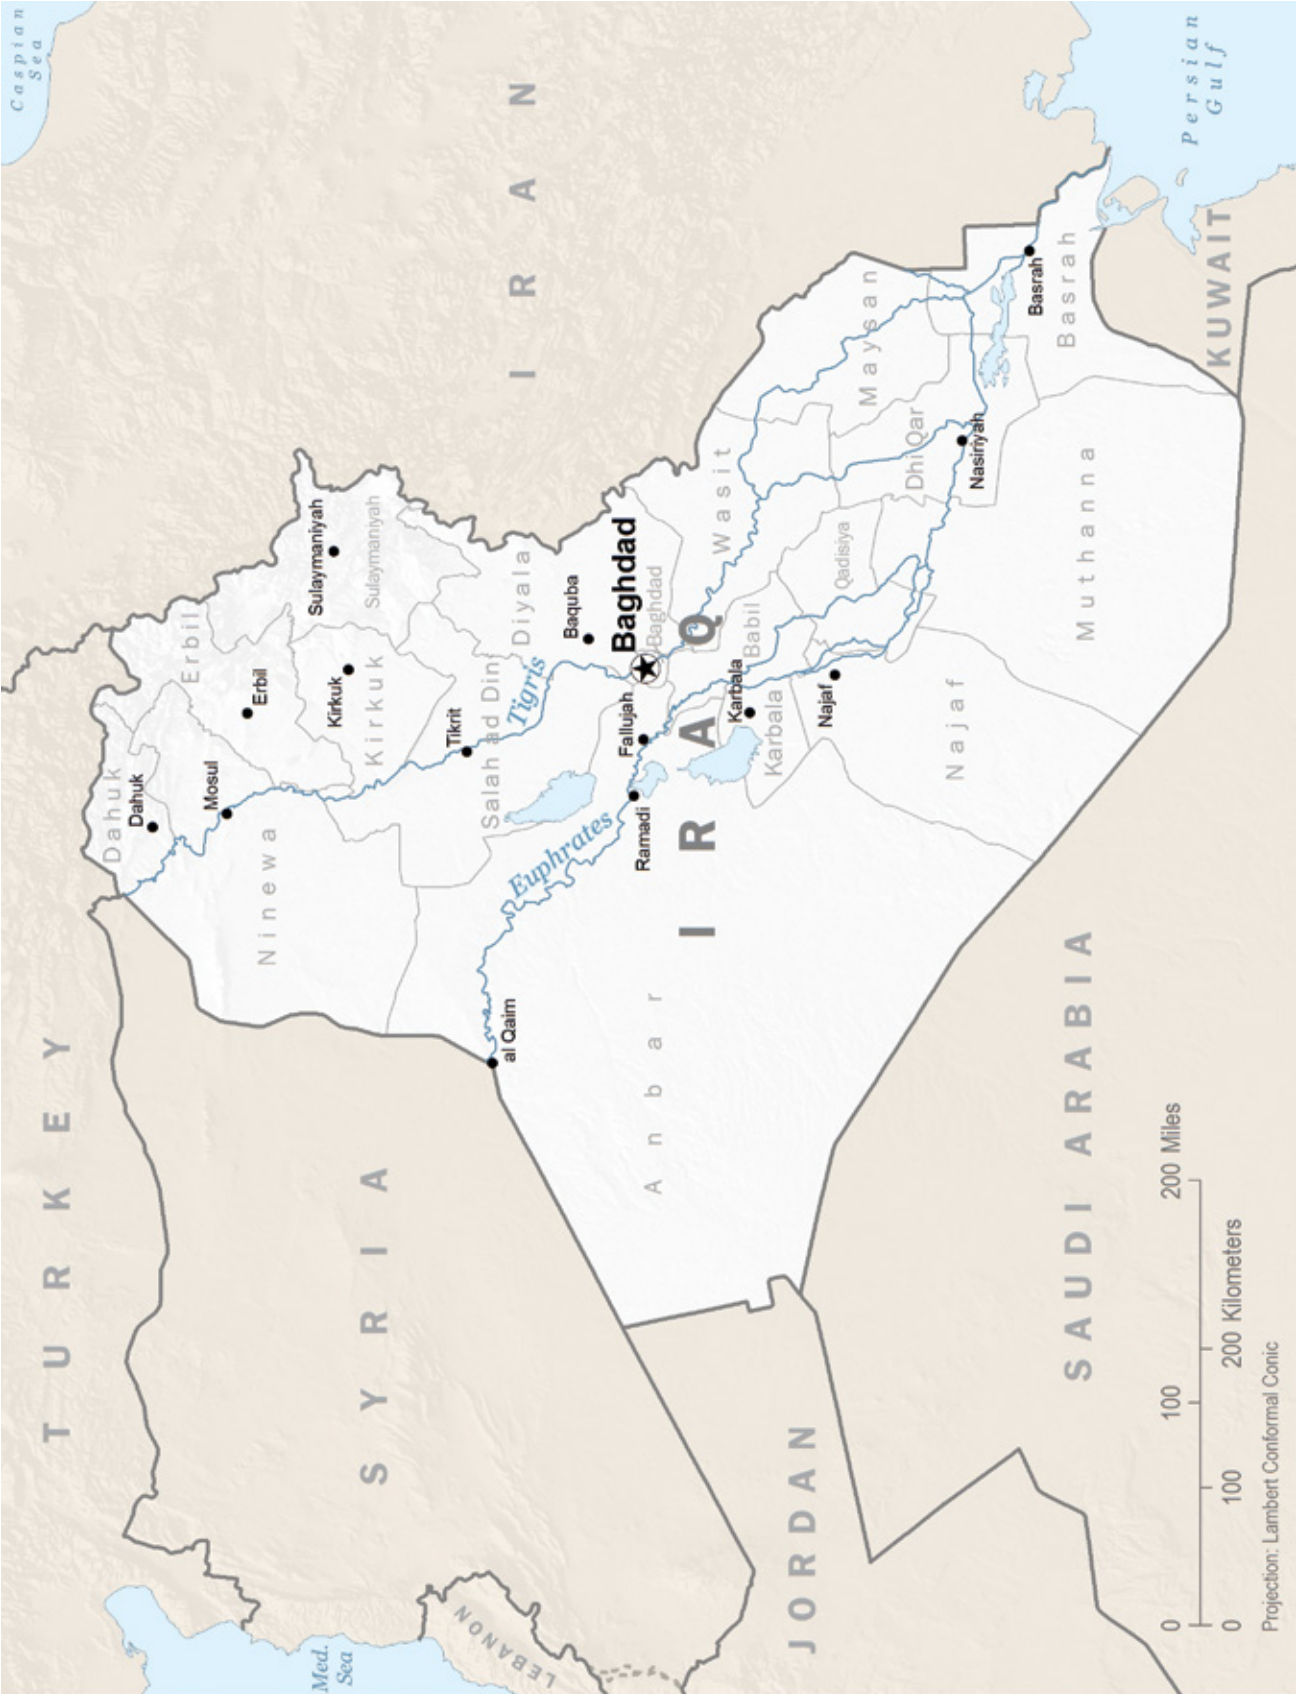 Caspian
Sea
TURKEY
IRAN
SYRIA
Med.
Sea
LEBANON
JORDAN
SAUDI ARABIA
KUWAIT
Persian
Gulf
IRAQ
Dahuk
Dahuk
Mosul
Ninewa
Erbil
Erbil
Sulaymaniyah
Sulaymaniyah
Kirkuk
Kirkuk
Tikrit
Salah ad Din
Tigris
Diyala
Baquba
al Qaim
Euphrates
Anbar
Ramadi
Fallujah
Baghdad
Baghdad
Wasit
Karbala
Karbala
Babil
Najaf
Najaf
Qadisiya
Dhi Qar
Maysan
Nasiriyah
Muthanna
Basrah
Basrah
0 100 200 Miles
0 100 200 Kilometers
Projection: Lambert Conformal Conic